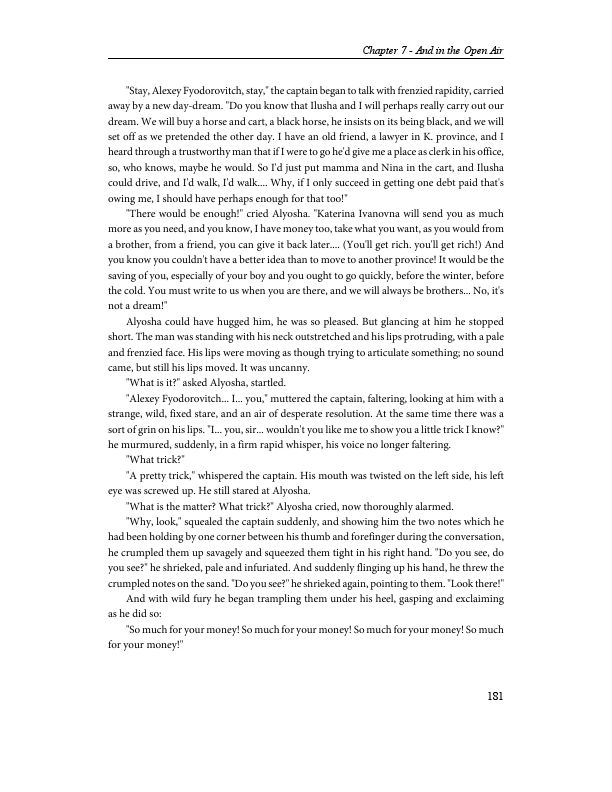 Chapter 7 - And in the Open Air
"Stay, Alexey Fyodorovitch, stay," the captain began to talk with frenzied rapidity, carried
away by a new day-dream. "Do you know that Ilusha and I will perhaps really carry out our
dream. We will buy a horse and cart, a black horse, he insists on its being black, and we will
set off as we pretended the other day. I have an old friend, a lawyer in K. province, and I
heard through a trustworthy man that if I were to go he'd give me a place as clerk in his office,
so, who knows, maybe he would. So I'd just put mamma and Nina in the cart, and Ilusha
could drive, and I'd walk, I'd walk.... Why, if I only succeed in getting one debt paid that's
owing me, I should have perhaps enough for that too!"
"There would be enough!" cried Alyosha. "Katerina Ivanovna will send you as much
more as you need, and you know, I have money too, take what you want, as you would from
a brother, from a friend, you can give it back later.... (You'll get rich. you'll get rich!) And
you know you couldn't have a better idea than to move to another province! It would be the
saving of you, especially of your boy and you ought to go quickly, before the winter, before
the cold. You must write to us when you are there, and we will always be brothers... No, it's
not a dream!"
Alyosha could have hugged him, he was so pleased. But glancing at him he stopped
short. The man was standing with his neck outstretched and his lips protruding, with a pale
and frenzied face. His lips were moving as though trying to articulate something; no sound
came, but still his lips moved. It was uncanny.
"What is it?" asked Alyosha, startled.
"Alexey Fyodorovitch... I... you," muttered the captain, faltering, looking at him with a
strange, wild, fixed stare, and an air of desperate resolution. At the same time there was a
sort of grin on his lips. "I... you, sir... wouldn't you like me to show you a little trick I know?"
he murmured, suddenly, in a firm rapid whisper, his voice no longer faltering.
"What trick?"
"A pretty trick," whispered the captain. His mouth was twisted on the left side, his left
eye was screwed up. He still stared at Alyosha.
"What is the matter? What trick?" Alyosha cried, now thoroughly alarmed.
"Why, look," squealed the captain suddenly, and showing him the two notes which he
had been holding by one corner between his thumb and forefinger during the conversation,
he crumpled them up savagely and squeezed them tight in his right hand. "Do you see, do
you see?" he shrieked, pale and infuriated. And suddenly flinging up his hand, he threw the
crumpled notes on the sand. "Do you see?" he shrieked again, pointing to them. "Look there!"
And with wild fury he began trampling them under his heel, gasping and exclaiming
as he did so:
"So much for your money! So much for your money! So much for your money! So much
for your money!"
181